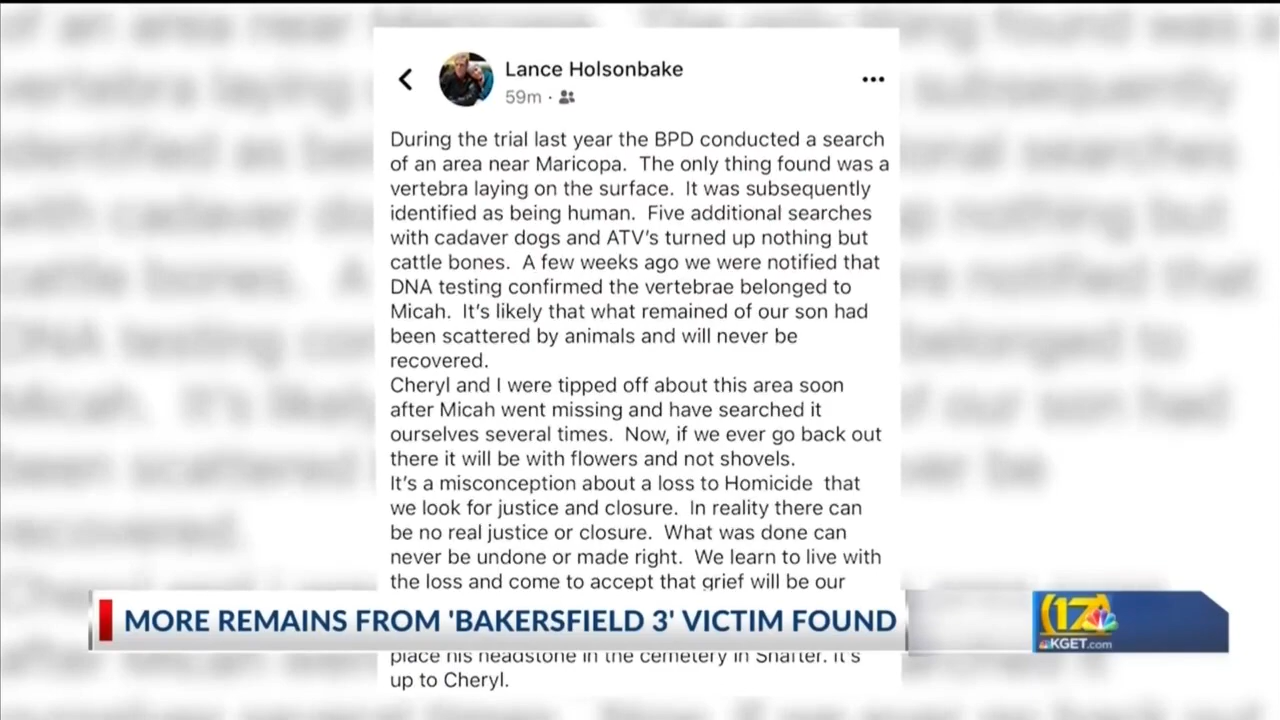 Lance Holsonbake
59m ·
During the trial last year the BPD conducted a search
of an area near Maricopa. The only thing found was a
vertebra laying on the surface. It was subsequently
identified as being human. Five additional searches
with cadaver dogs and ATV's turned up nothing but
cattle bones. A few weeks ago we were notified that
DNA testing confirmed the vertebrae belonged to
Micah. It's likely that what remained of our son had
been scattered by animals and will never be
recovered.
Cheryl and I were tipped off about this area soon
after Micah went missing and have searched it
ourselves several times. Now, if we ever go back out
there it will be with flowers and not shovels.
It's a misconception about a loss to Homicide that
we look for justice and closure. In reality there can
be no real justice or closure. What was done can
never be undone or made right. We learn to live with
the loss and come to accept that grief will be our
MORE REMAINS FROM 'BAKERSFIELD 3' VICTIM FOUND
17
KGET.com
place his headstone in the cemetery in Shafter. It's
up to Cheryl.